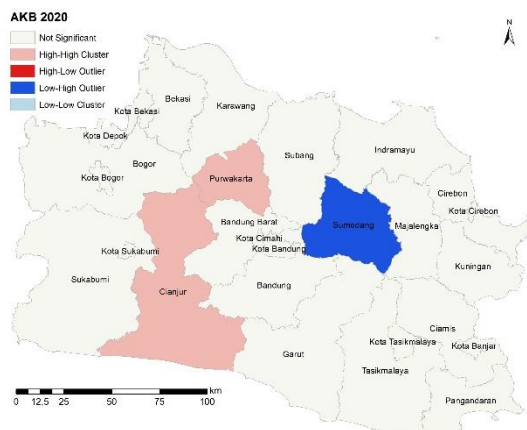 AKB 2020
Not Significant
High-High Cluster
High-Low Outlier
Low-High Outlier
Low-Low Cluster
N
Bekasi
Kota Bekasi
Karawang
Kota Depok
Bogor
Kota Bogor
Purwakarta
Subang
Indramayu
Cirebon
Kota Cirebon
Bandung Barat
Sumedang
Majalengka
Kota Cimahi
Kota Bandung
Kota Sukabumi
Kuningan
Sukabumi
Cianjur
Bandung
Ciamis
Kota Tasikmalaya
Kota Banjar
Garut
Tasikmalaya
Pangandaran
km
0 12.5 25 50 75 100